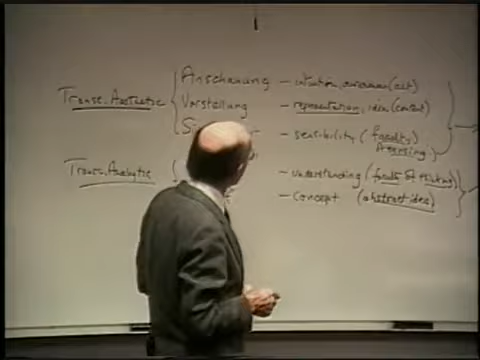 Transc. Aesthetic
Anschauung — intuition, awareness (act)
Vorstellung — representation, idea (content)
— sensibility (faculty
sensing)
Transc. Analytic
— understanding (faculty of thinking)
— Concept (abstract idea)